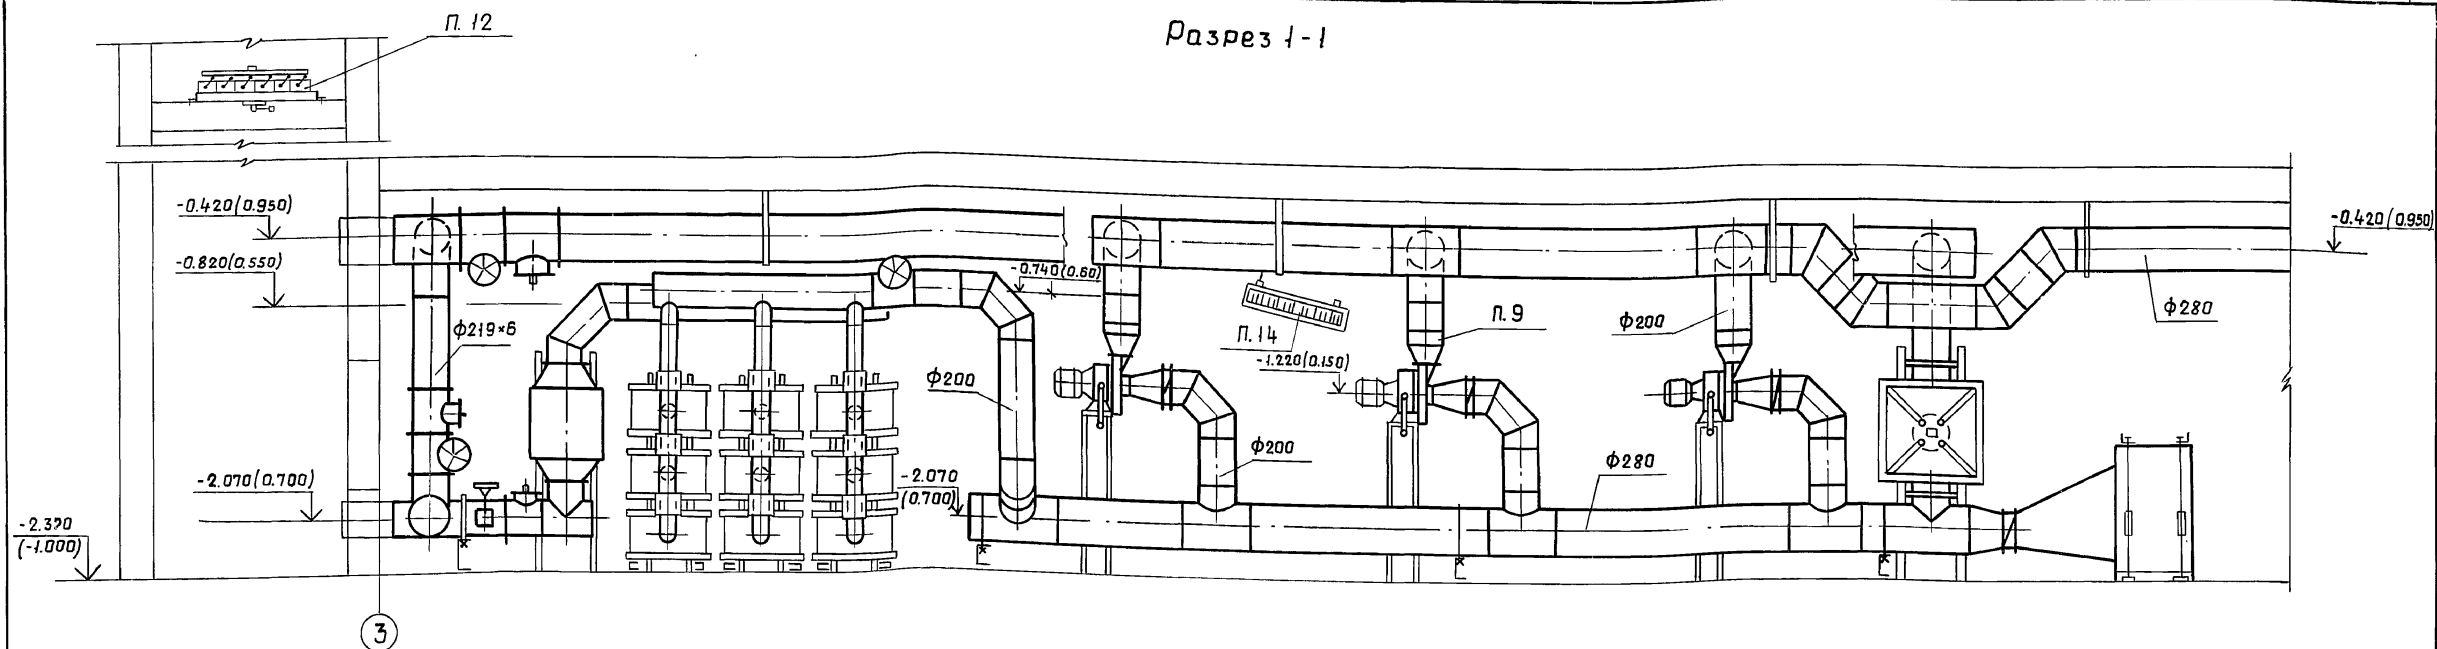 П. 12
Разрез 1-1
-0.420(0.950)
-0.420(0.950)
-0.820(0.550)
-0.740(0.60)
ф219×6
П. 14
-1.220(0.150)
П. 9
ф200
ф280
ф200
ф200
ф280
-2.070(0.700)
-2.070
(0.700)
-2.370
(-1.000)
3